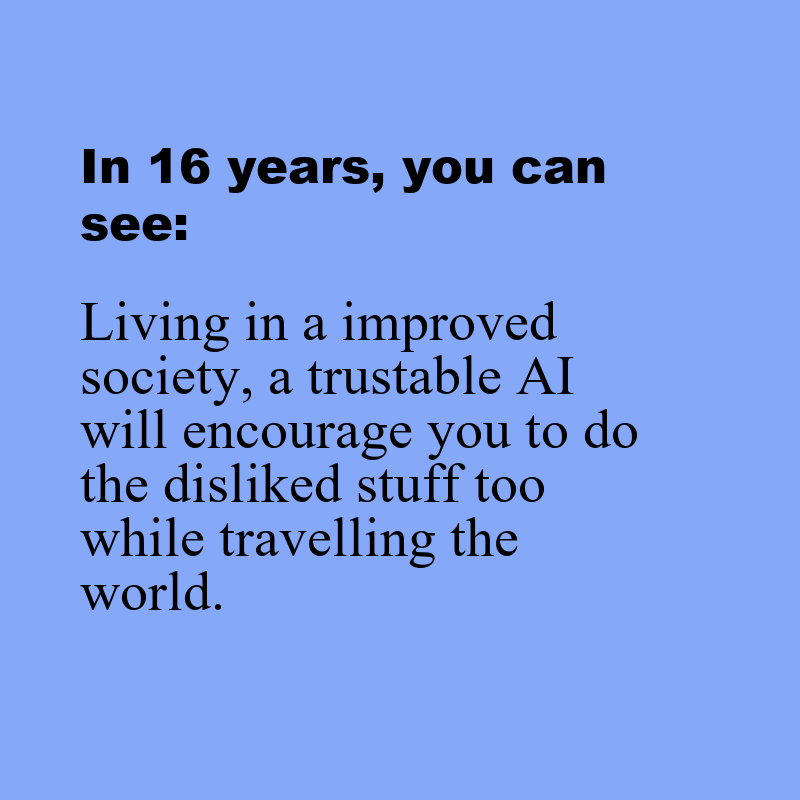 In 16 years, you can
see:
Living in a improved
society, a trustable AI
will encourage you to do
the disliked stuff too
while travelling the
world.